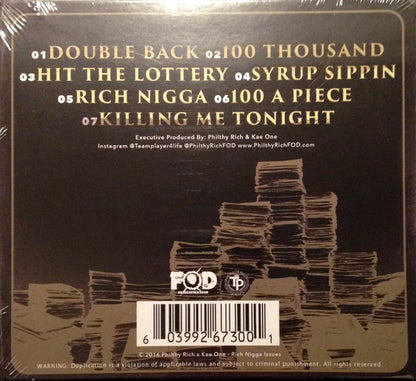 01 DOUBLE BACK 02 100 THOUSAND
03 HIT THE LOTTERY 04 SYRUP SIPPIN
05 RICH NIGGA 06 100 A PIECE
07 KILLING ME TONIGHT
Executive Produced By: Philthy Rich & Kae One
Instagram @Teamplayer4life @PhilthyRichFOD www.PhilthyRichFOD.com
FOD
TP
6 03992 67300 1
© 2014 Philthy Rich x Kae One - Rich Nigga Issues
WARNING: Duplication is a violation of applicable laws and subject to criminal punishment. All rights reserved.